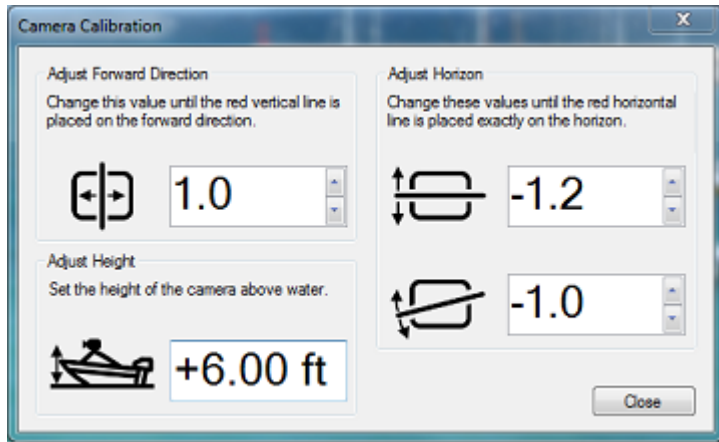 Camera Calibration
X
Adjust Forward Direction
Change this value until the red vertical line is
placed on the forward direction.
1.0
Adjust Height
Set the height of the camera above water.
+6.00 ft
Adjust Horizon
Change these values until the red horizontal
line is placed exactly on the horizon.
-1.2
-1.0
Close